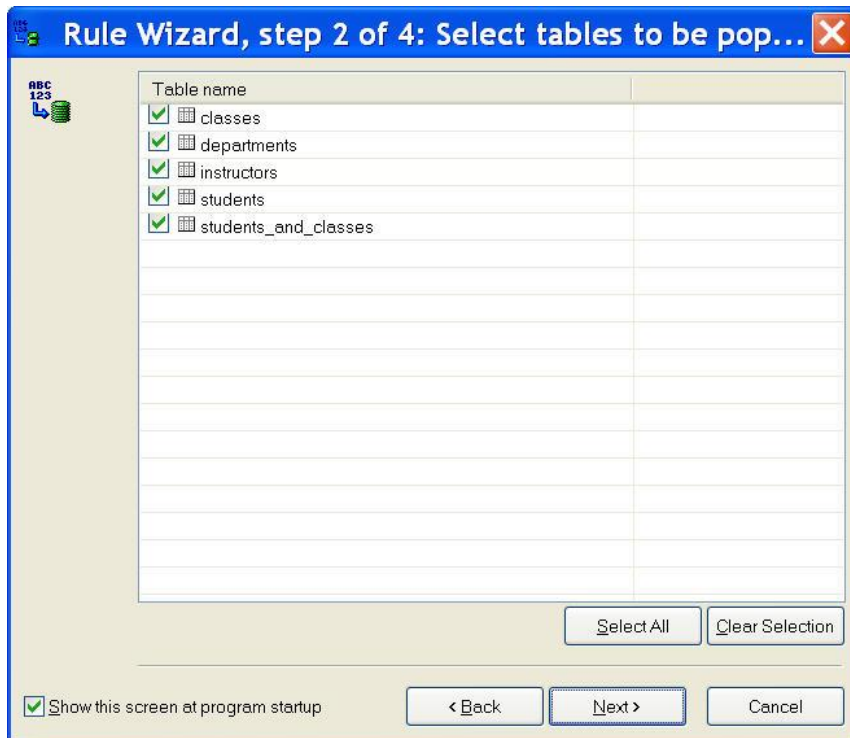 Rule Wizard, step 2 of 4: Select tables to be pop...
ABC
123
Table name
classes
departments
instructors
students
students_and_classes
Select All
Clear Selection
Show this screen at program startup
< Back
Next >
Cancel